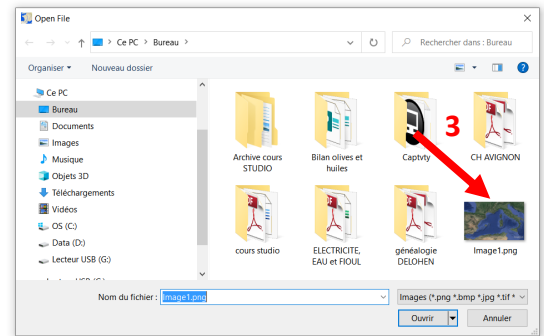 Open File
Ce PC > Bureau >
Rechercher dans : Bureau
Organiser
Nouveau dossier
Ce PC
Bureau
Documents
Images
Musique
Objets 3D
Téléchargements
Vidéos
OS (C:)
Data (D:)
Lecteur USB (G:)
Archive cours
STUDIO
Bilan olives et
huiles
Captvty
3
CH AVIGNON
cours studio
ELECTRICITE,
EAU et FIOUL
généalogie
DELOHEN
Image1.png
Nom du fichier :
Image1.png
Images (*.png *.bmp *.jpg *.tif *
Ouvrir
Annuler